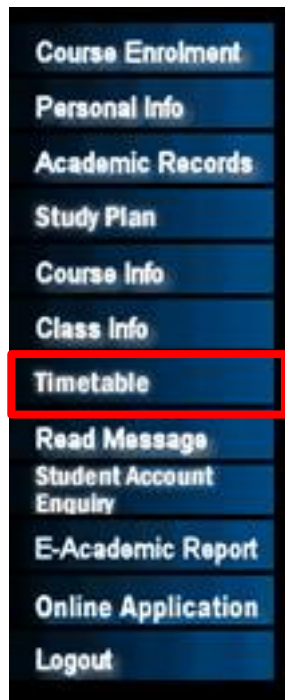 Course Enrolment
Personal Info
Academic Records
Study Plan
Course Info
Class Info
Timetable
Read Message
Student Account
Enquiry
E-Academic Report
Online Application
Logout